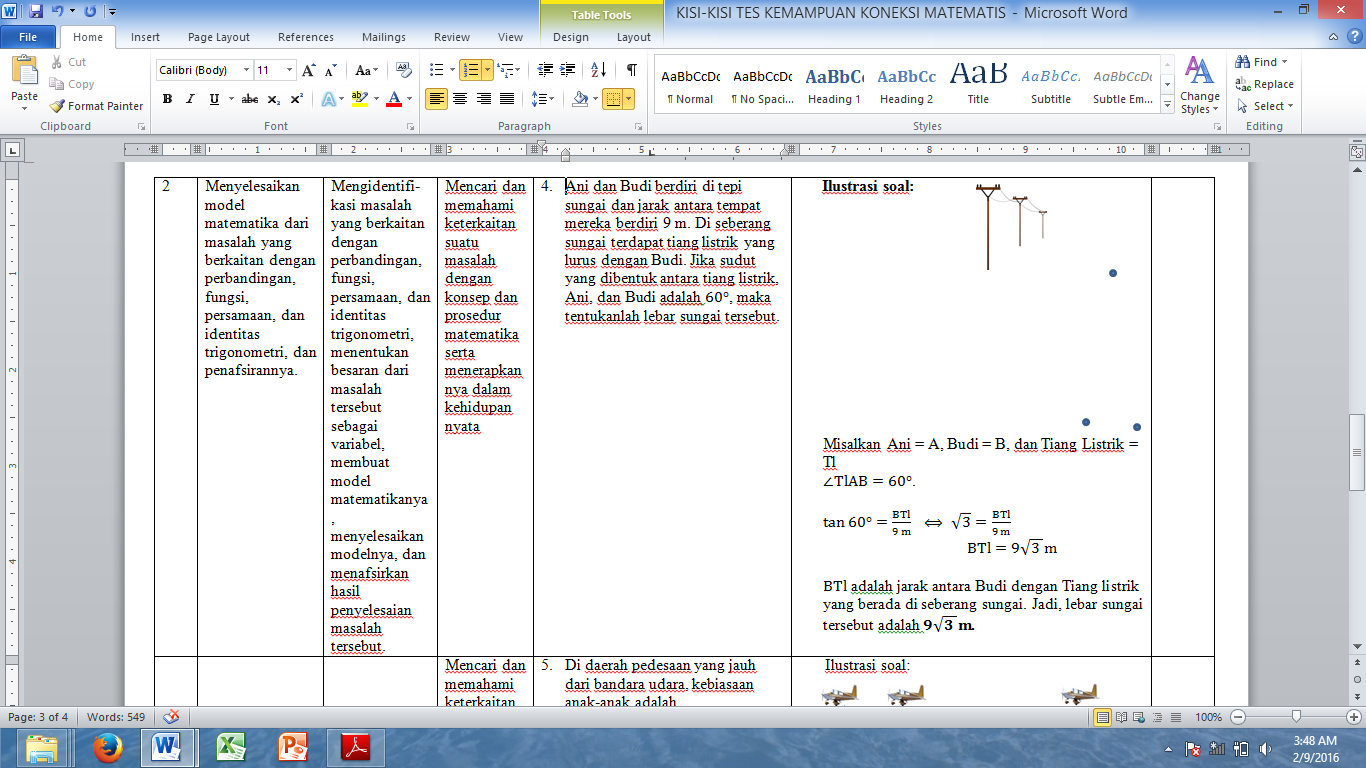 KISI-KISI TES KEMAMPUAN KONEKSI MATEMATIS - Microsoft Word
Table Tools
File Home Insert Page Layout References Mailings Review View Design Layout
Paste
Cut
Copy
Format Painter
Clipboard
Calibri (Body) 11
Font
Paragraph
AaBbCcDc AaBbCcDc AaBbC AaBbCc AaB AaBbCc. AaBbCcDc
¶ Normal ¶ No Spaci... Heading 1 Heading 2 Title Subtitle Subtle Em...
Styles
Change
Styles
Find
Replace
Select
Editing
2
Menyelesaikan
model
matematika dari
masalah yang
berkaitan dengan
perbandingan,
fungsi,
persamaan, dan
identitas
trigonometri, dan
penafsirannya.
Mengidentifi-
kasi masalah
yang berkaitan
dengan
perbandingan,
fungsi,
persamaan, dan
identitas
trigonometri,
menentukan
besaran dari
masalah
tersebut
sebagai
variabel,
membuat
model
matematikanya
,
menyelesaikan
modelnya, dan
menafsirkan
hasil
penyelesaian
masalah
tersebut.
Mencari dan
memahami
keterkaitan
suatu
masalah
dengan
konsep dan
prosedur
matematika
serta
menerapkan
nya dalam
kehidupan
nyata
4. Ani dan Budi berdiri di tepi
sungai dan jarak antara tempat
mereka berdiri 9 m. Di seberang
sungai terdapat tiang listrik yang
lurus dengan Budi. Jika sudut
yang dibentuk antara tiang listrik,
Ani, dan Budi adalah 60°, maka
tentukanlah lebar sungai tersebut.
Ilustrasi soal:
Misalkan Ani = A, Budi = B, dan Tiang Listrik =
Tl
∠TlAB = 60°.
tan 60° = BTl/9 m ⇔ √3 = BTl/9 m
BTl = 9√3 m
BTl adalah jarak antara Budi dengan Tiang listrik
yang berada di seberang sungai. Jadi, lebar sungai
tersebut adalah 9√3 m.
Mencari dan
memahami
keterkaitan
5. Di daerah pedesaan yang jauh
dari bandara udara, kebiasaan
anak-anak adalah
Ilustrasi soal:
Page: 3 of 4 Words: 549 100%
3:48 AM
2/9/2016